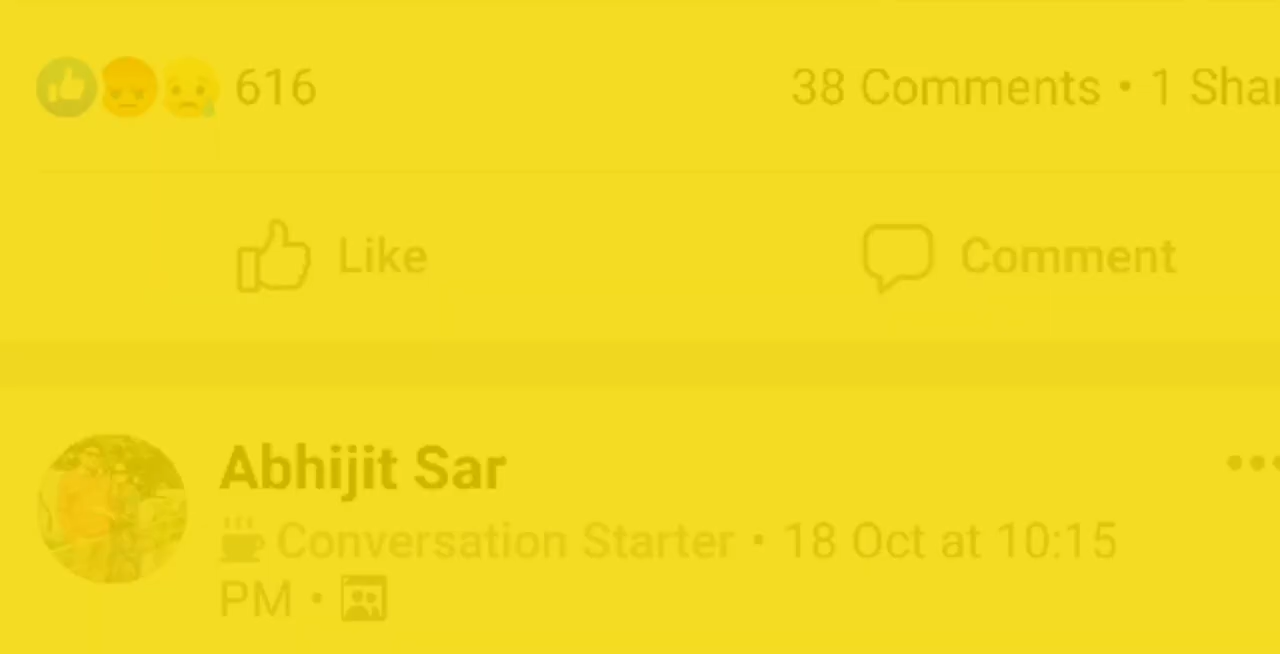 616 38 Comments • 1 Shar
Like Comment
Abhijit Sar
Conversation Starter • 18 Oct at 10:15
PM •